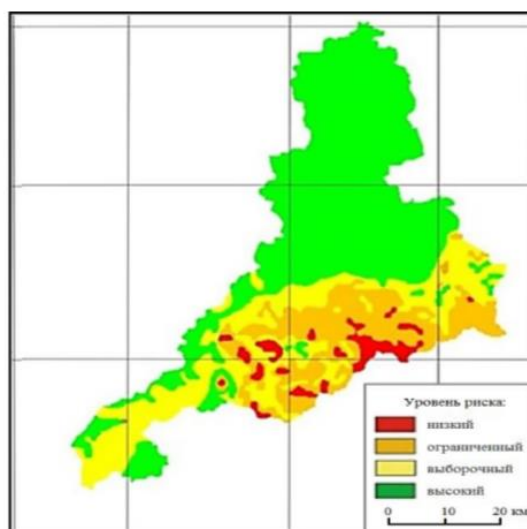 Уровень риска:
низкий
ограниченный
выборочный
высокий
0 10 20 км